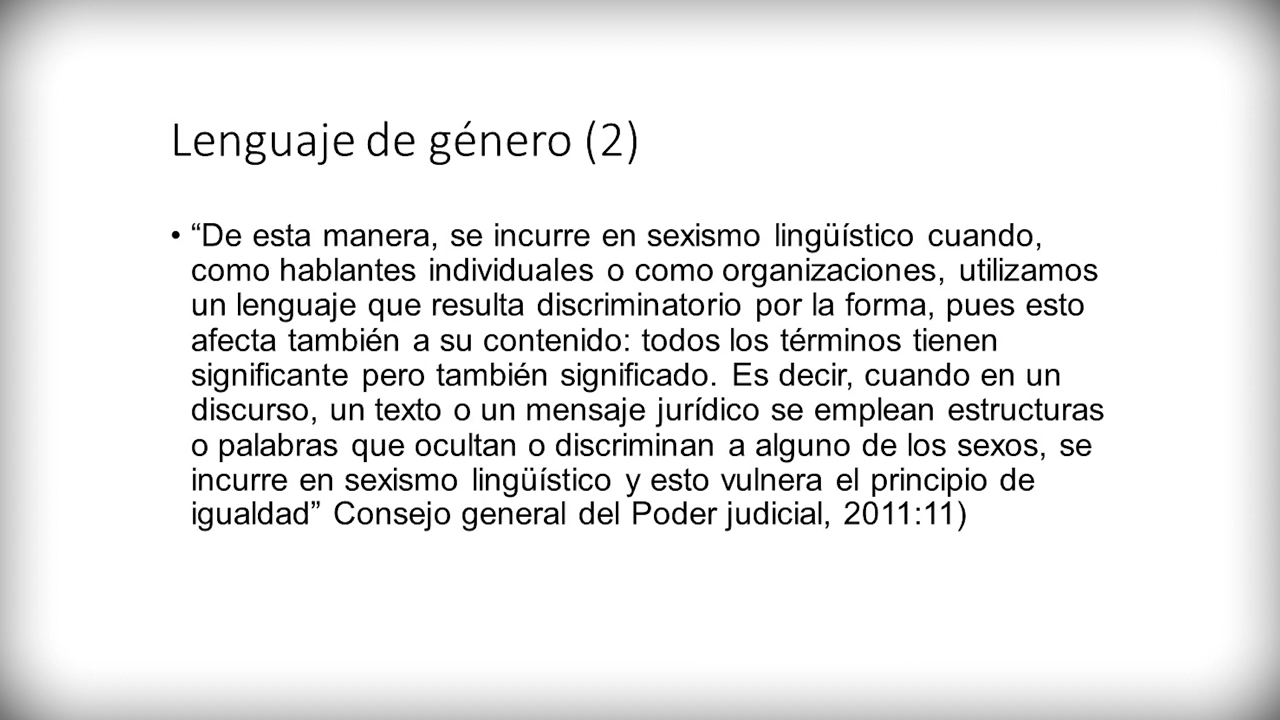 Lenguaje de género (2)
• “De esta manera, se incurre en sexismo lingüístico cuando,
como hablantes individuales o como organizaciones, utilizamos
un lenguaje que resulta discriminatorio por la forma, pues esto
afecta también a su contenido: todos los términos tienen
significante pero también significado. Es decir, cuando en un
discurso, un texto o un mensaje jurídico se emplean estructuras
o palabras que ocultan o discriminan a alguno de los sexos, se
incurre en sexismo lingüístico y esto vulnera el principio de
igualdad” Consejo general del Poder judicial, 2011:11)